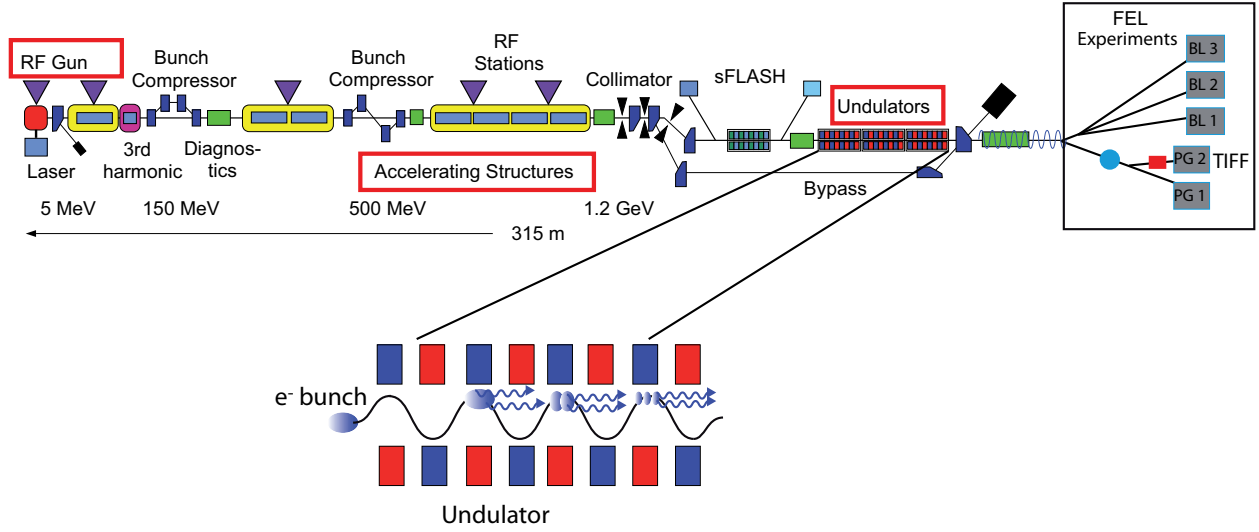 RF Gun
Bunch
Compressor
Bunch
Compressor
RF
Stations
Collimator
sFLASH
Undulators
FEL
Experiments
BL 3
BL 2
BL 1
PG 2
TIFF
PG 1
Laser
3rd
harmonic
Diagnos-
tics
Accelerating Structures
Bypass
5 MeV
150 MeV
500 MeV
1.2 GeV
315 m
e- bunch
Undulator